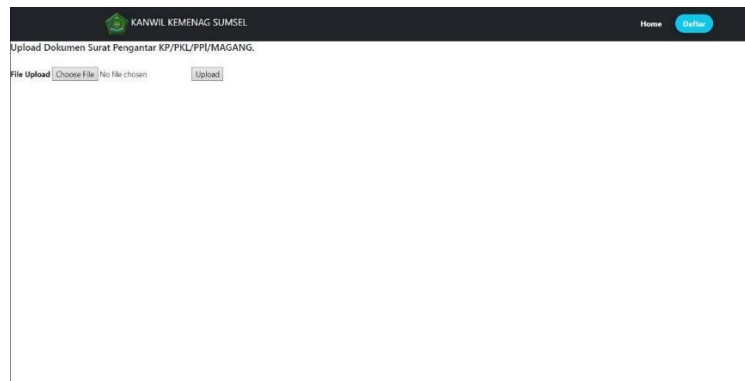 KANWIL KEMENAG SUMSEL Home Daftar
Upload Dokumen Surat Pengantar KP/PKL/PPl/MAGANG.
File Upload Choose File No file chosen Upload